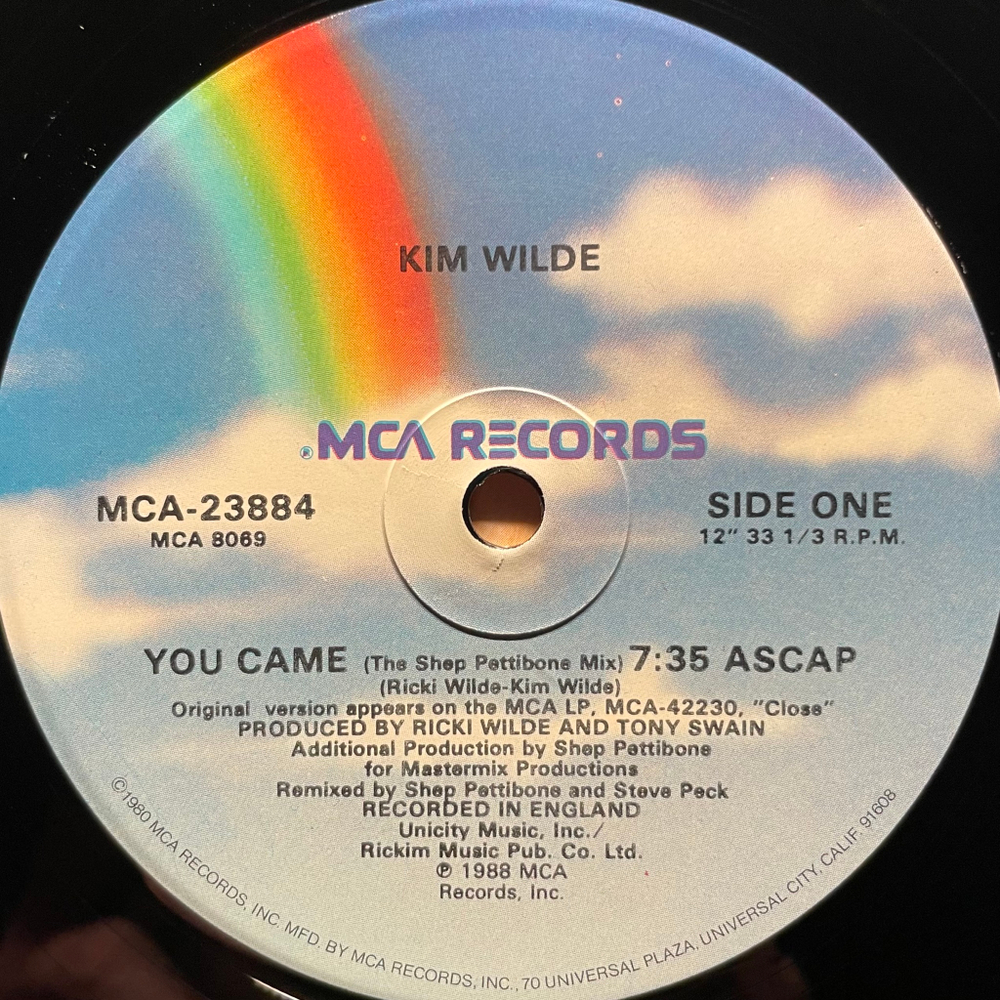 KIM WILDE
® MCA RECORDS
MCA-23884
MCA 8069
SIDE ONE
12" 33 1/3 R.P.M.
YOU CAME (The Shep Pettibone Mix) 7:35 ASCAP
(Ricki Wilde-Kim Wilde)
Original version appears on the MCA LP, MCA-42230, "Close"
PRODUCED BY RICKI WILDE AND TONY SWAIN
Additional Production by Shep Pettibone
for Mastermix Productions
Remixed by Shep Pettibone and Steve Peck
RECORDED IN ENGLAND
Unicity Music, Inc./
Rickim Music Pub. Co. Ltd.
℗ 1988 MCA
Records, Inc.
©1980 MCA RECORDS, INC. MFD. BY MCA RECORDS, INC., 70 UNIVERSAL PLAZA, UNIVERSAL CITY, CALIF. 91608